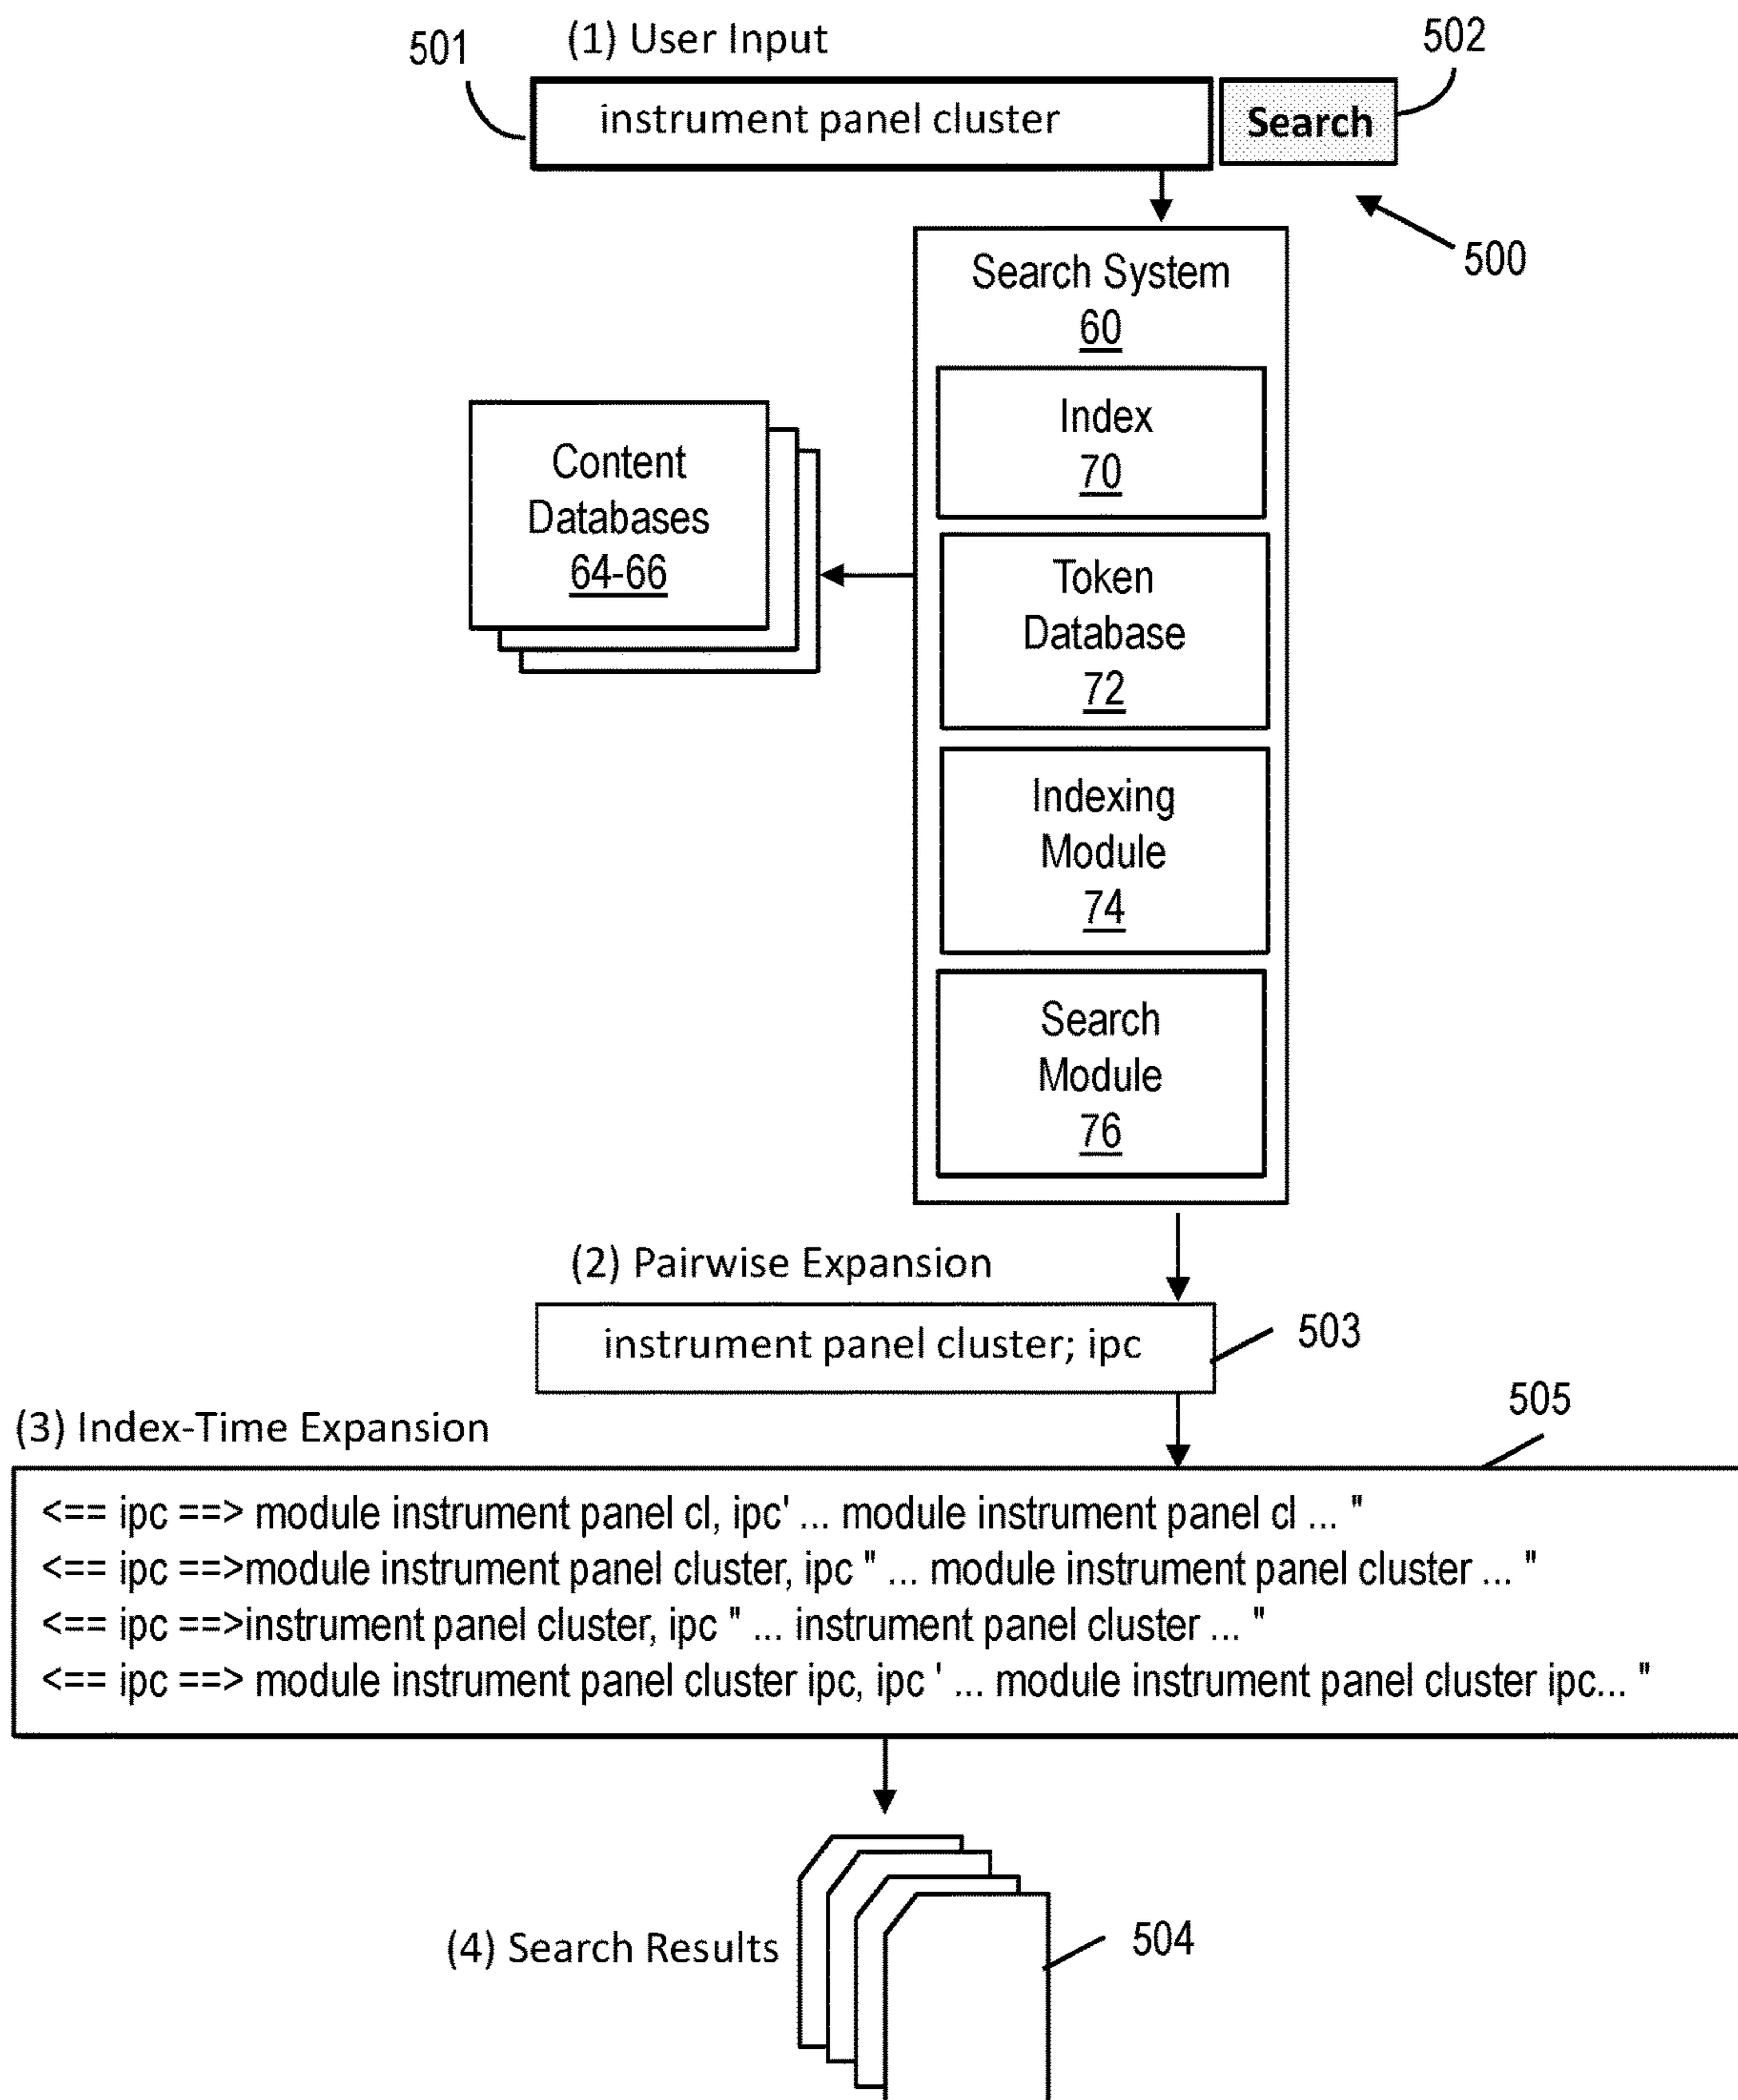 (1) User Input
501
502
instrument panel cluster
Search
500
Search System
60
Index
70
Content
Databases
64-66
Token
Database
72
Indexing
Module
74
Search
Module
76
(2) Pairwise Expansion
instrument panel cluster; ipc
503
(3) Index-Time Expansion
505
<== ipc ==> module instrument panel cl, ipc' ... module instrument panel cl ... "
<== ipc ==>module instrument panel cluster, ipc " ... module instrument panel cluster ... "
<== ipc ==>instrument panel cluster, ipc " ... instrument panel cluster ... "
<== ipc ==> module instrument panel cluster ipc, ipc ' ... module instrument panel cluster ipc... "
(4) Search Results
504